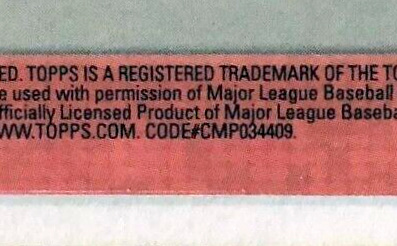 ED. TOPPS IS A REGISTERED TRADEMARK OF THE TO
e used with permission of Major League Baseball
fficially Licensed Product of Major League Baseba
WW.TOPPS.COM. CODE#CMP034409.